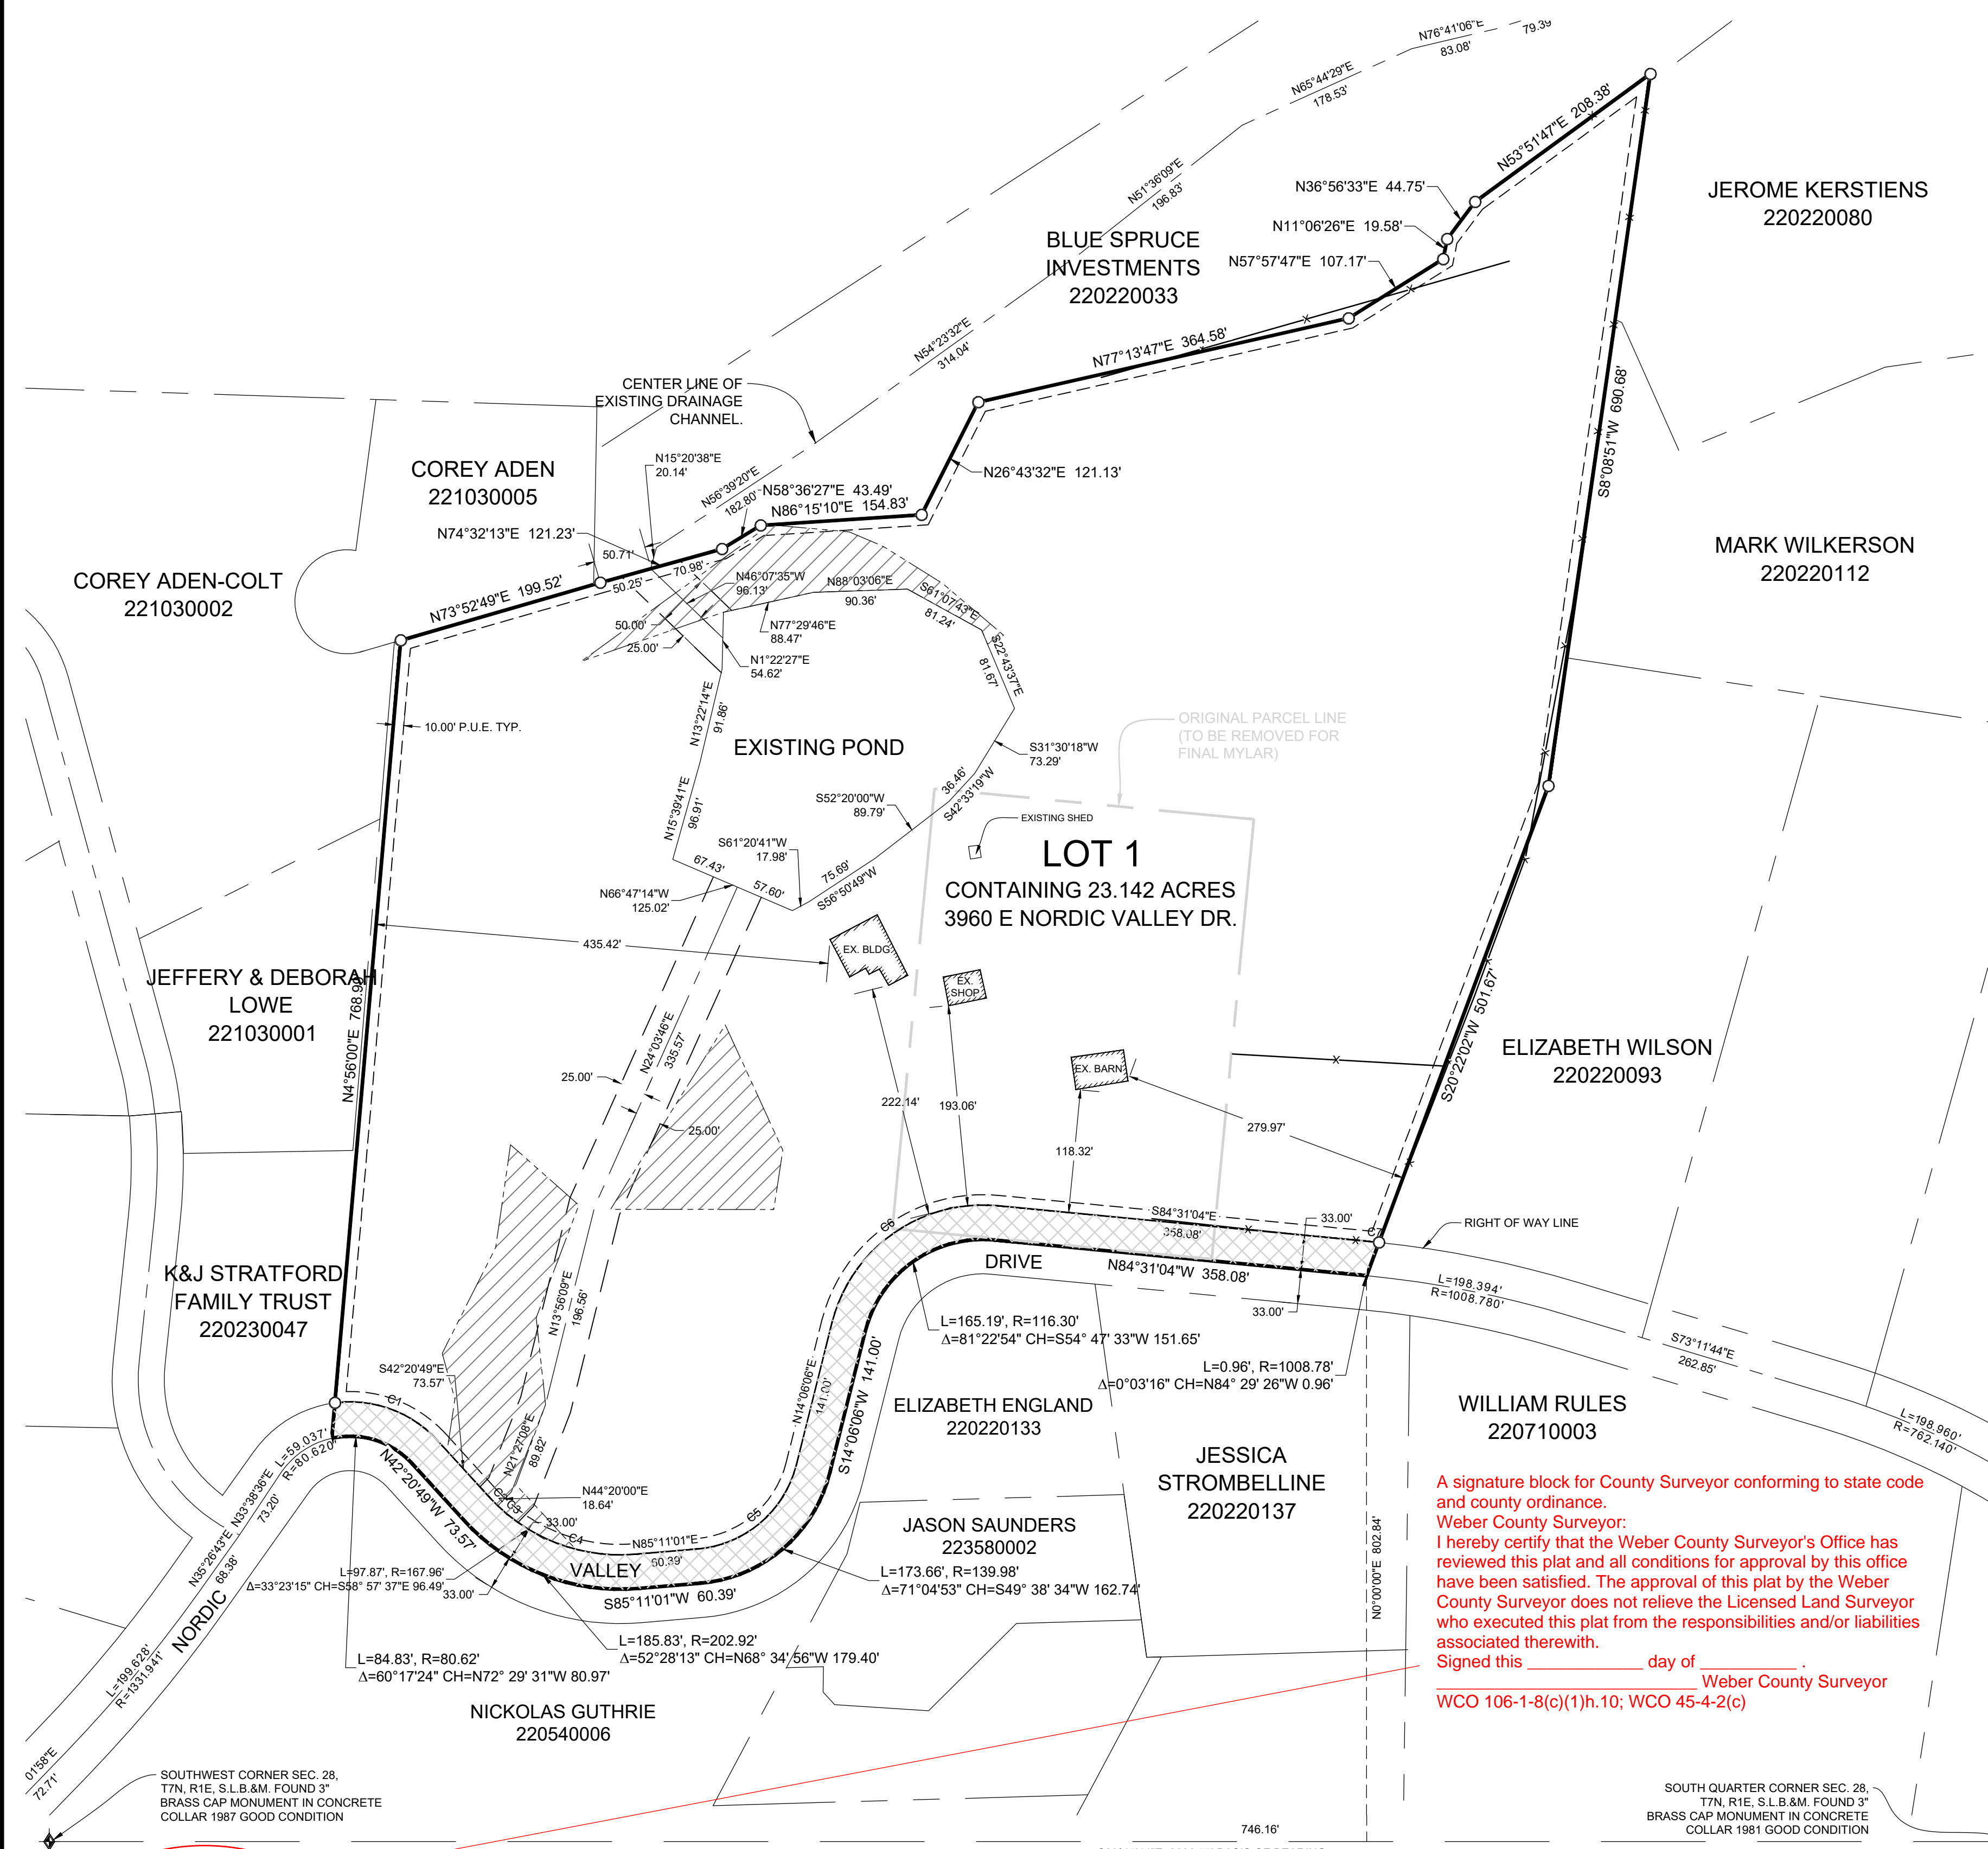 N76°41'06"E
83.08'
79.39
N65°44'29"E
178.53'
N53°51'47"E 208.38'
N51°36'09"E
196.83'
N36°56'33"E 44.75'
N11°06'26"E 19.58'
N57°57'47"E 107.17'
JEROME KERSTIENS
220220080
BLUE SPRUCE
INVESTMENTS
220220033
N54°23'32"E
314.04'
N77°13'47"E 364.58'
S8°08'51"W 690.68'
CENTER LINE OF
EXISTING DRAINAGE
CHANNEL.
COREY ADEN
221030005
N15°20'38"E
20.14'
N56°39'20"E
182.80'
N58°36'27"E 43.49'
N86°15'10"E 154.83'
N26°43'32"E 121.13'
N74°32'13"E 121.23'
50.71'
50.25'
70.98'
MARK WILKERSON
220220112
COREY ADEN-COLT
221030002
N73°52'49"E 199.52'
N46°07'35"W
96.13'
N88°03'06"E
90.36'
S61°07'43"E
81.24'
50.00'
25.00'
N77°29'46"E
88.47'
N1°22'27"E
54.62'
S22°43'37"E
81.67'
10.00' P.U.E. TYP.
N13°22'14"E
91.86'
EXISTING POND
ORIGINAL PARCEL LINE
(TO BE REMOVED FOR
FINAL MYLAR)
S31°30'18"W
73.29'
36.46'
S42°33'19"W
S52°20'00"W
89.79'
N15°39'41"E
96.91'
EXISTING SHED
S61°20'41"W
17.98'
75.69'
S56°50'49"W
67.43'
57.60'
N66°47'14"W
125.02'
LOT 1
CONTAINING 23.142 ACRES
3960 E NORDIC VALLEY DR.
435.42'
EX. BLDG
EX.
SHOP
JEFFERY & DEBORAH
LOWE
221030001
N4°56'00"E 768.99'
N24°03'46"E
335.57'
25.00'
25.00'
222.14'
193.06'
EX. BARN
118.32'
279.97'
S20°22'02"W 501.67'
ELIZABETH WILSON
220220093
K&J STRATFORD
FAMILY TRUST
220230047
C6
S84°31'04"E
358.08'
33.00'
C7
RIGHT OF WAY LINE
DRIVE
N84°31'04"W 358.08'
33.00'
L=198.394'
R=1008.780'
N13°56'09"E
196.56'
L=165.19', R=116.30'
Δ=81°22'54" CH=S54° 47' 33"W 151.65'
S73°11'44"E
262.85'
S42°20'49"E
73.57'
C1
N14°06'06"E
141.00'
S14°06'06"W 141.00'
L=0.96', R=1008.78'
Δ=0°03'16" CH=N84° 29' 26"W 0.96'
ELIZABETH ENGLAND
220220133
WILLIAM RULES
220710003
L=198.960'
R=762.140'
L=59.037'
R=80.620'
N42°20'49"W 73.57'
N21°27'08"E
89.82'
C2
C3
N44°20'00"E
18.64'
33.00'
C4
N85°11'01"E
60.39'
C5
JESSICA
STROMBELLINE
220220137
JASON SAUNDERS
223580002
N33°38'36"E
73.20'
N35°26'43"E
68.38'
L=97.87', R=167.96'
Δ=33°23'15" CH=S58° 57' 37"E 96.49'
33.00'
VALLEY
S85°11'01"W 60.39'
L=173.66', R=139.98'
Δ=71°04'53" CH=S49° 38' 34"W 162.74'
N0°00'00"E 802.84'
NORDIC
L=185.83', R=202.92'
Δ=52°28'13" CH=N68° 34' 56"W 179.40'
L=84.83', R=80.62'
Δ=60°17'24" CH=N72° 29' 31"W 80.97'
L=199.628'
R=1331.941'
NICKOLAS GUTHRIE
220540006
A signature block for County Surveyor conforming to state code
and county ordinance.
Weber County Surveyor:
I hereby certify that the Weber County Surveyor's Office has
reviewed this plat and all conditions for approval by this office
have been satisfied. The approval of this plat by the Weber
County Surveyor does not relieve the Licensed Land Surveyor
who executed this plat from the responsibilities and/or liabilities
associated therewith.
Signed this ____________ day of __________ .
___________________________ Weber County Surveyor
WCO 106-1-8(c)(1)h.10; WCO 45-4-2(c)
01'58"E
72.71'
SOUTHWEST CORNER SEC. 28,
T7N, R1E, S.L.B.&M. FOUND 3"
BRASS CAP MONUMENT IN CONCRETE
COLLAR 1987 GOOD CONDITION
SOUTH QUARTER CORNER SEC. 28,
T7N, R1E, S.L.B.&M. FOUND 3"
BRASS CAP MONUMENT IN CONCRETE
COLLAR 1981 GOOD CONDITION
746.16'